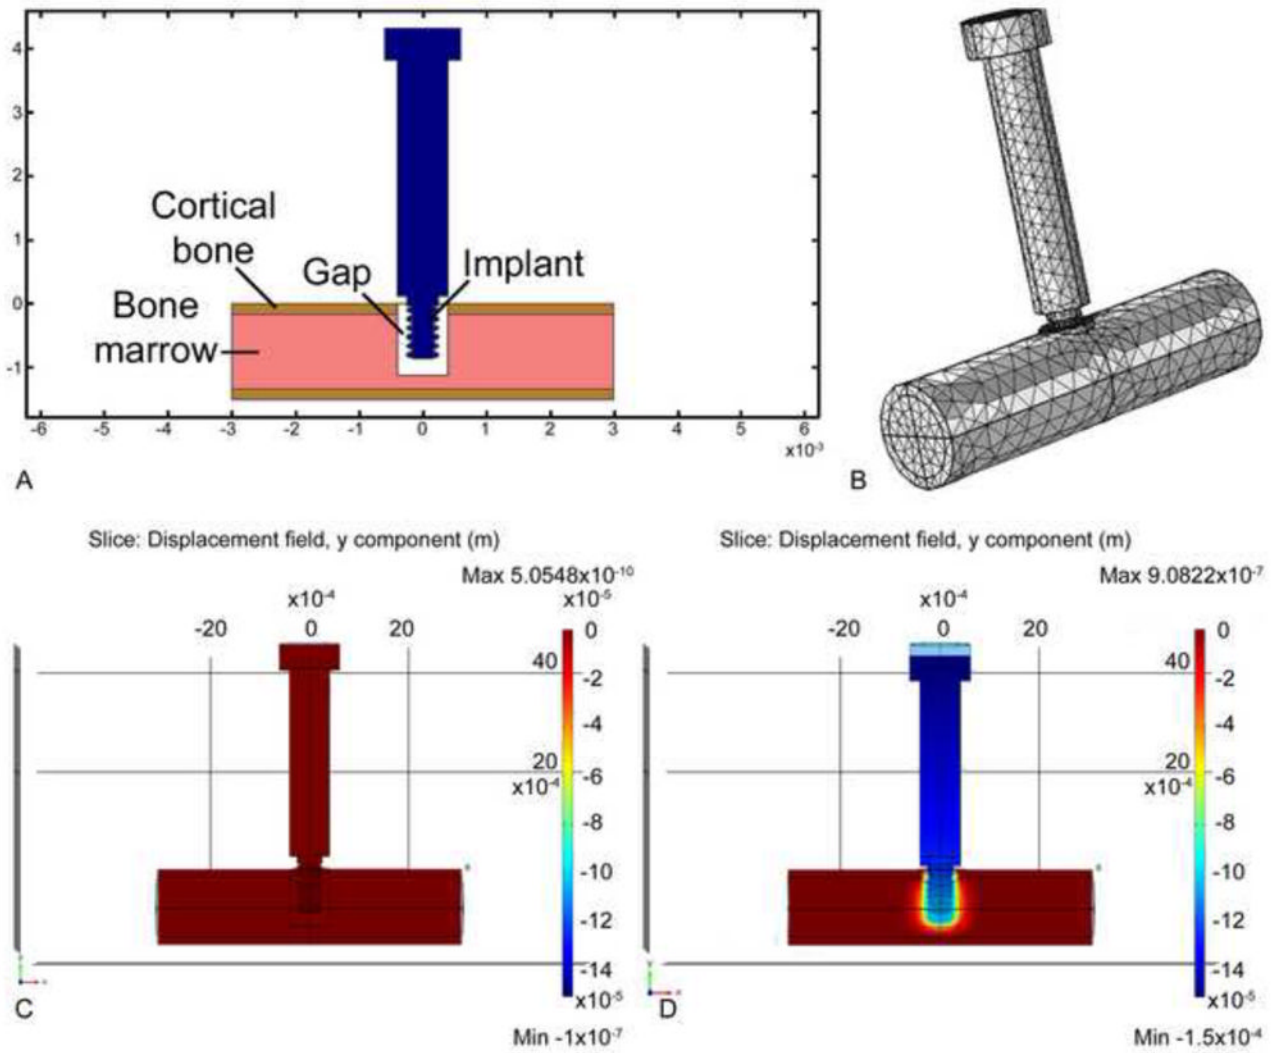 4
3
2
1
0
-1
Cortical
bone
Gap
Implant
Bone
marrow
-6 -5 -4 -3 -2 -1 0 1 2 3 4 5 6
x10-3
A
B
Slice: Displacement field, y component (m)
Max 5.0548x10-10
x10-4 x10-5
-20 0 20 0
40
-2
-4
20
x10-4
-6
-8
-10
-12
-14
x10-5
C
Min -1x10-7
Slice: Displacement field, y component (m)
Max 9.0822x10-7
x10-4
-20 0 20 0
40
-2
-4
20
x10-4
-6
-8
-10
-12
-14
x10-5
D
Min -1.5x10-4